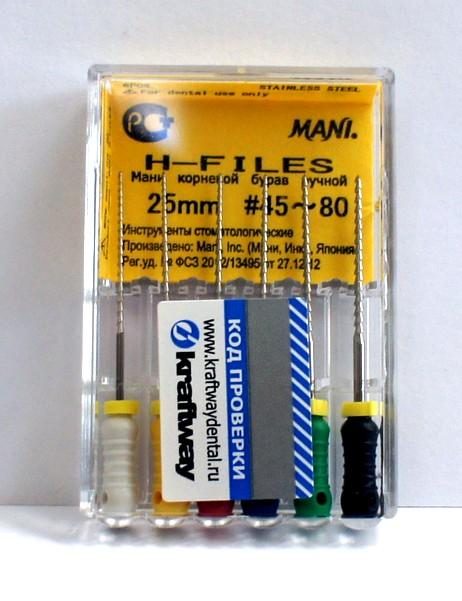 6PCS. STAINLESS STEEL
For dental use only
РСТ
MANI.
H-FILES
Мани корневой бурав ручной
25mm #45~80
Инструменты стоматологические
Произведено: Mani, Inc. (Мани, Инк), Япония
Рег.уд. № ФСЗ 2012/13495 от 27.12.12
КОД ПРОВЕРКИ
www.kraftwaydental.ru
kraftway